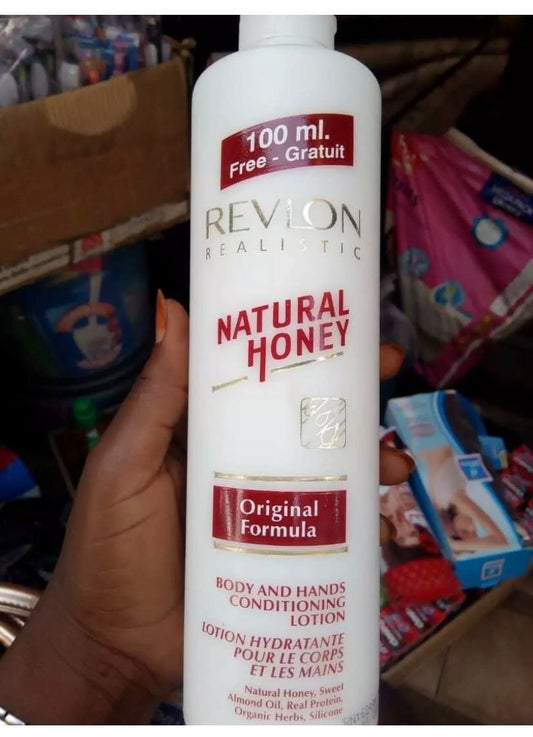 100 ml.
Free - Gratuit
REVLON
REALISTIC
NATURAL
HONEY
Original
Formula
BODY AND HANDS
CONDITIONING
LOTION
LOTION HYDRATANTE
POUR LE CORPS
ET LES MAINS
Natural Honey, Sweet
Almond Oil, Real Protein,
Organic Herbs, Silicone